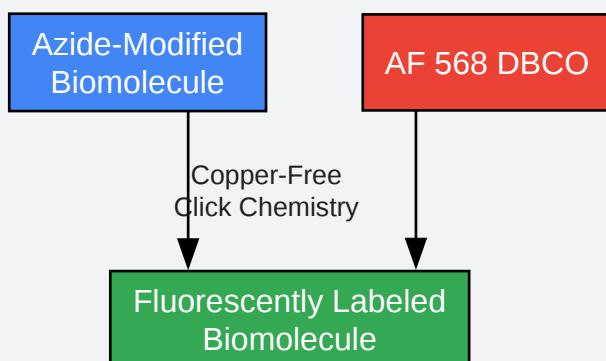 Azide-Modified
Biomolecule
AF 568 DBCO
Copper-Free
Click Chemistry
Fluorescently Labeled
Biomolecule